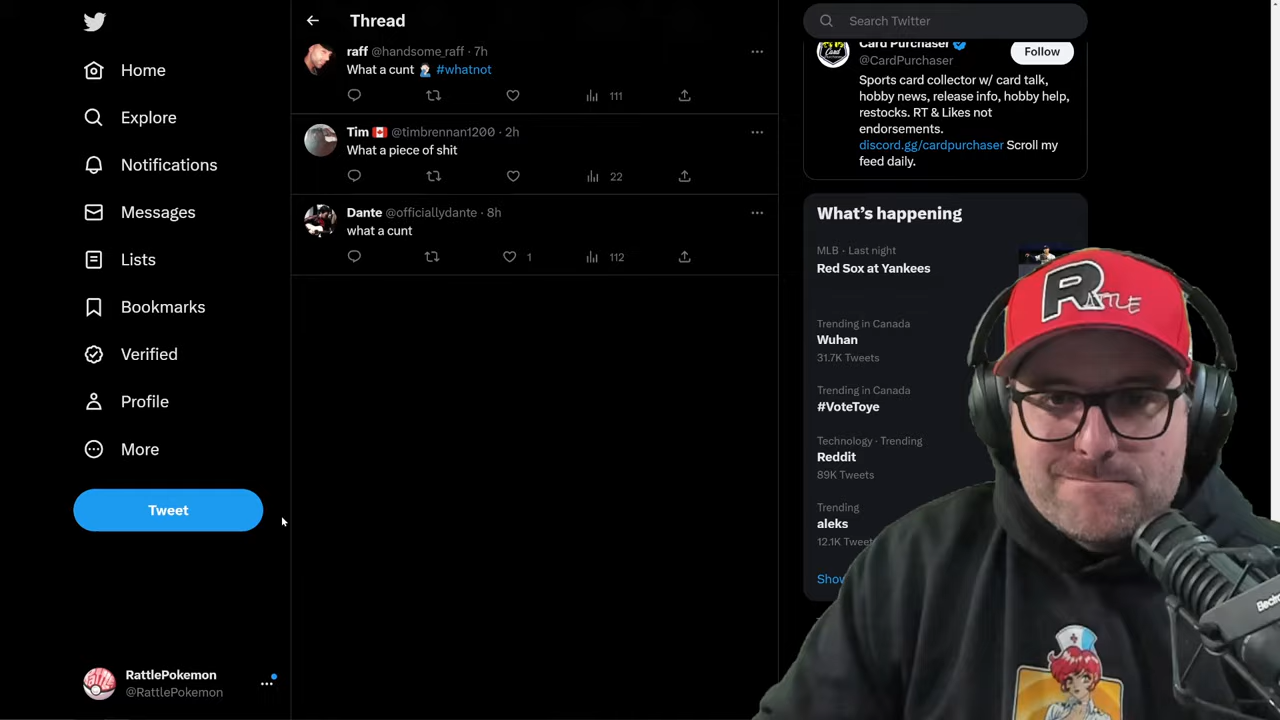 Home
Explore
Notifications
Messages
Lists
Bookmarks
Verified
Profile
More
Tweet
RattlePokemon
@RattlePokemon
Thread
raff @handsome_raff · 7h
What a cunt 🤦🏻 #whatnot
111
Tim 🇨🇦 @timbrennan1200 · 2h
What a piece of shit
22
Dante @officiallydante · 8h
what a cunt
1 112
Search Twitter
Card Purchaser
@CardPurchaser
Follow
Sports card collector w/ card talk,
hobby news, release info, hobby help,
restocks. RT & Likes not
endorsements.
discord.gg/cardpurchaser Scroll my
feed daily.
What’s happening
MLB · Last night
Red Sox at Yankees
Trending in Canada
Wuhan
31.7K Tweets
Trending in Canada
#VoteToye
Technology · Trending
Reddit
89K Tweets
Trending
aleks
12.1K Tweet
Show
RATTLE